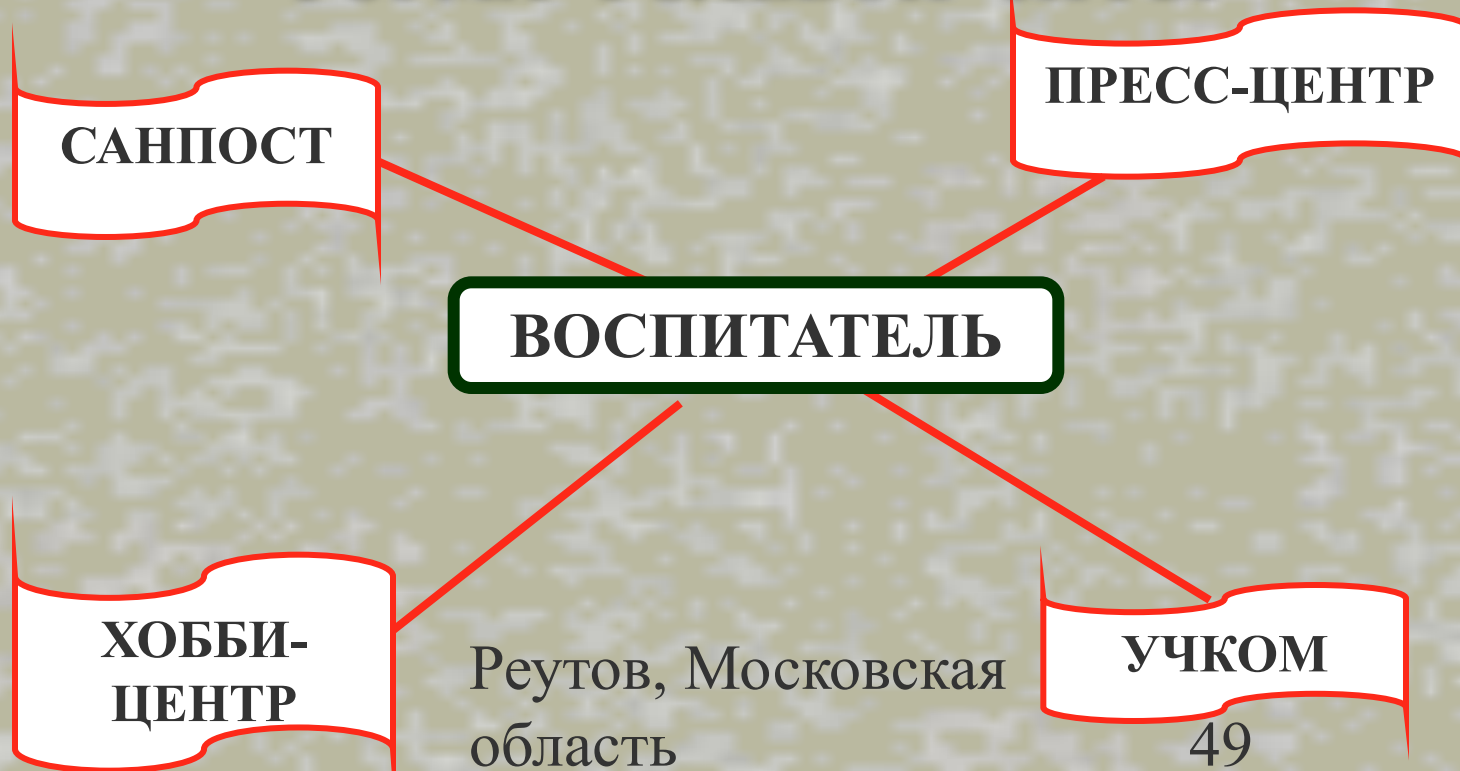 ПРЕСС-ЦЕНТР
САНПОСТ
ВОСПИТАТЕЛЬ
ХОББИ-
ЦЕНТР
УЧКОМ
Реутов, Московская
область
49